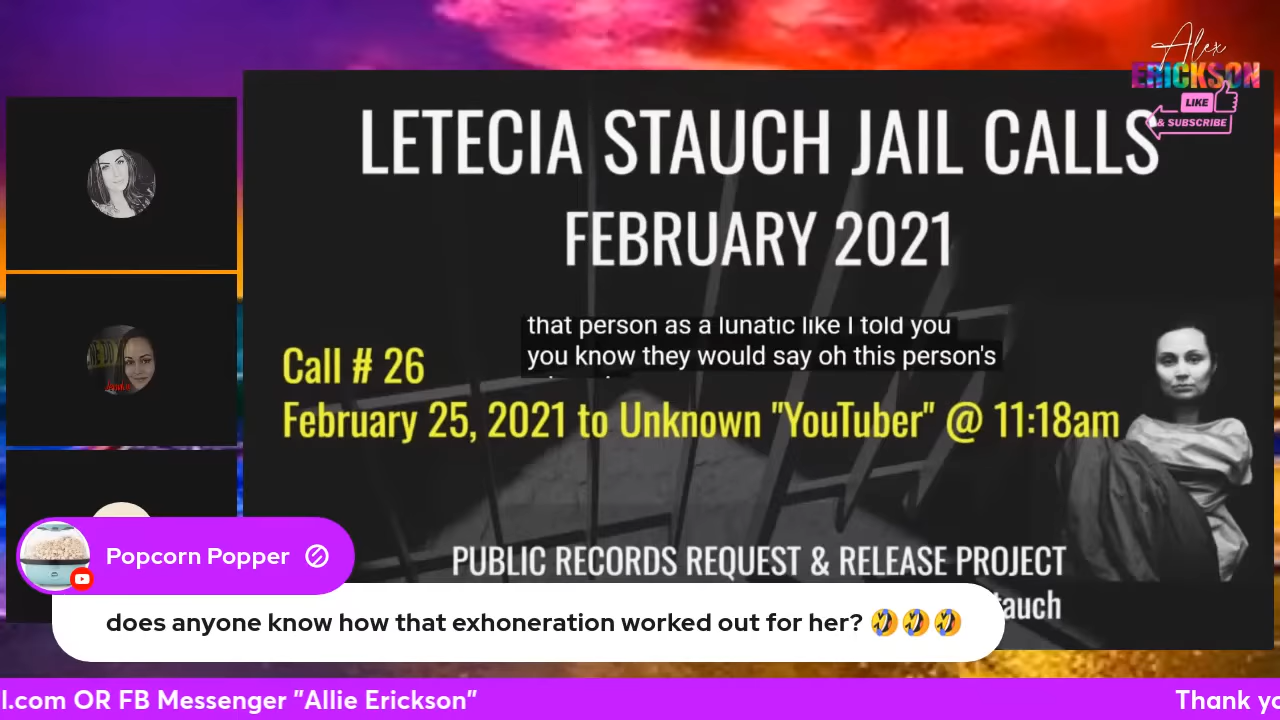 Alex
ERICKSON
LIKE
& SUBSCRIBE
LETECIA STAUCH JAIL CALLS
FEBRUARY 2021
that person as a lunatic like I told you
you know they would say oh this person's
Call # 26
February 25, 2021 to Unknown "YouTuber" @ 11:18am
PUBLIC RECORDS REQUEST & RELEASE PROJECT
tauch
Popcorn Popper
does anyone know how that exhoneration worked out for her? 🤣🤣🤣
l.com OR FB Messenger "Allie Erickson"
Thank yo